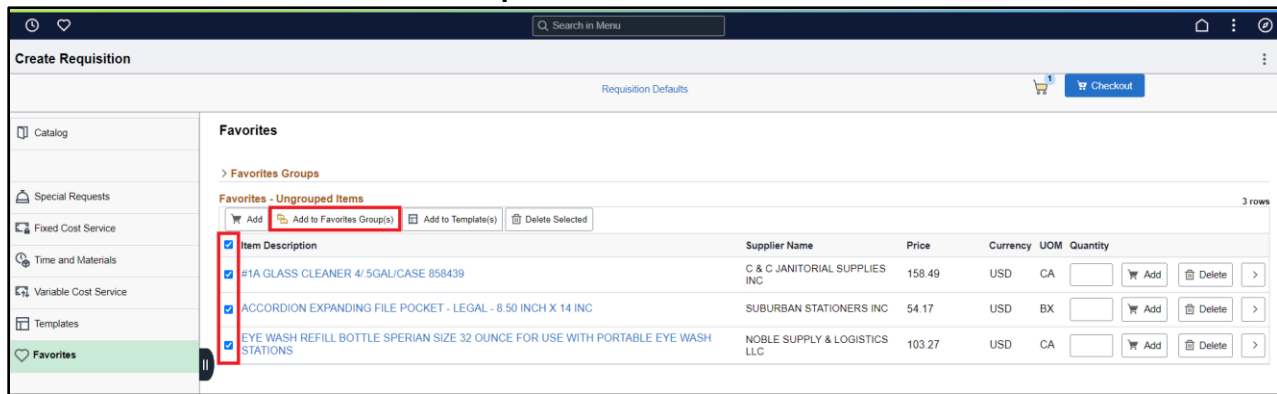 Search in Menu
Create Requisition
Requisition Defaults
1
Checkout
Catalog
Special Requests
Fixed Cost Service
Time and Materials
Variable Cost Service
Templates
Favorites
Favorites
Favorites Groups
Favorites - Ungrouped Items
3 rows
Add Add to Favorites Group(s) Add to Template(s) Delete Selected
Item Description Supplier Name Price Currency UOM Quantity
#1A GLASS CLEANER 4/ 5GAL/CASE 858439 C & C JANITORIAL SUPPLIES INC 158.49 USD CA Add Delete
ACCORDION EXPANDING FILE POCKET - LEGAL - 8.50 INCH X 14 INC SUBURBAN STATIONERS INC 54.17 USD BX Add Delete
EYE WASH REFILL BOTTLE SPERIAN SIZE 32 OUNCE FOR USE WITH PORTABLE EYE WASH STATIONS NOBLE SUPPLY & LOGISTICS LLC 103.27 USD CA Add Delete